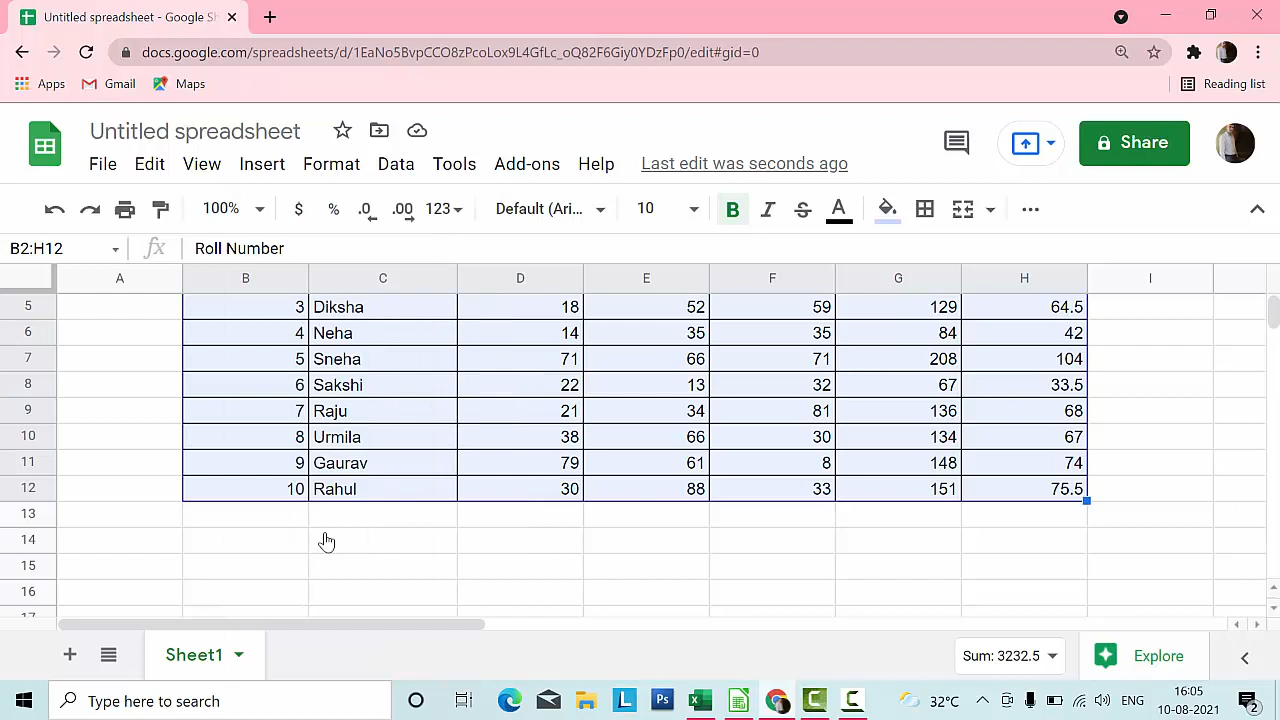 Untitled spreadsheet - Google Sh
docs.google.com/spreadsheets/d/1EaNo5BvpCCO8zPcoLox9L4GfLc_oQ82F6Giy0YDzFp0/edit#gid=0
Apps Gmail Maps Reading list
Untitled spreadsheet
Share
File Edit View Insert Format Data Tools Add-ons Help Last edit was seconds ago
100% $ % .0 .00 123 Default (Ari... 10 B I S A
B2:H12 fx Roll Number
A B C D E F G H I
5 3 Diksha 18 52 59 129 64.5
6 4 Neha 14 35 35 84 42
7 5 Sneha 71 66 71 208 104
8 6 Sakshi 22 13 32 67 33.5
9 7 Raju 21 34 81 136 68
10 8 Urmila 38 66 30 134 67
11 9 Gaurav 79 61 8 148 74
12 10 Rahul 30 88 33 151 75.5
13
14
15
16
17
Sheet1 Sum: 3232.5 Explore
Type here to search L Ps 32°C ENG 16:05
10-08-2021 2